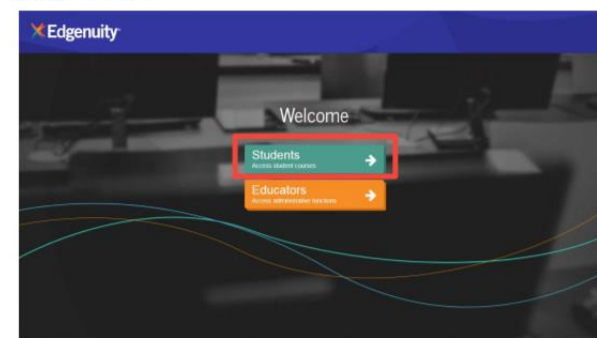 Edgenuity
Welcome
Students
Access student courses
Educators
Access administrative functions